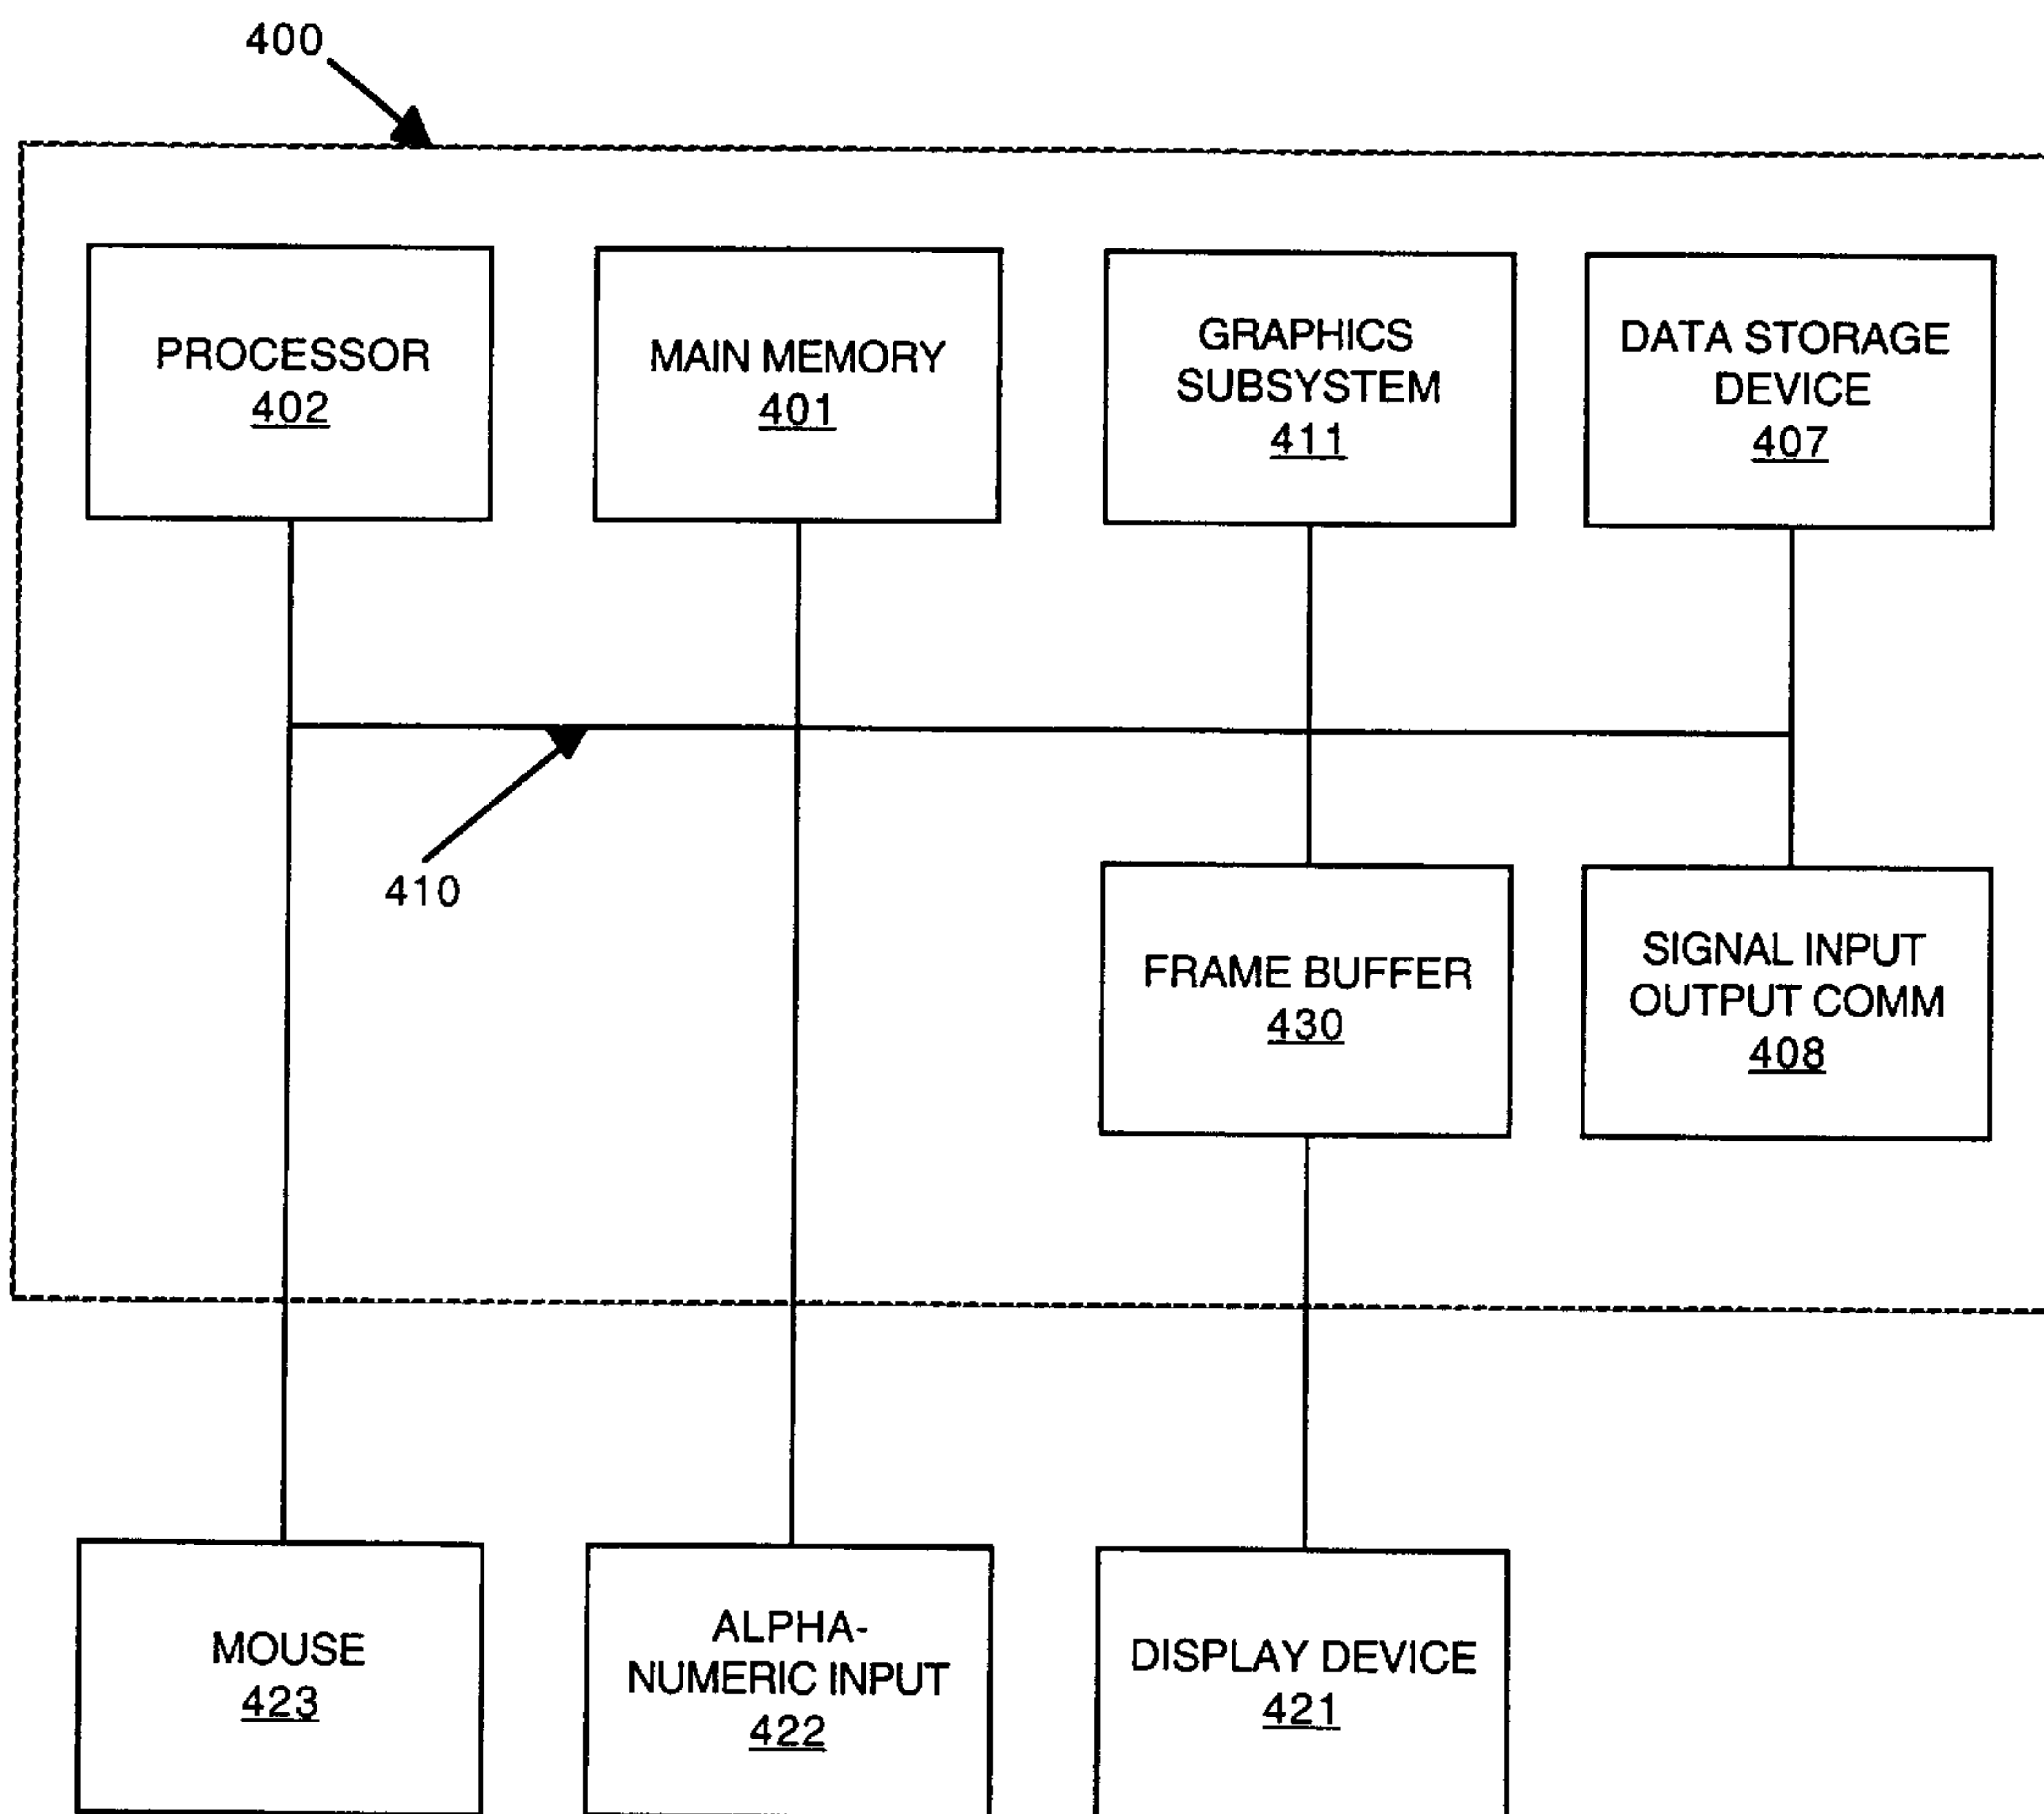 400
PROCESSOR
402
MAIN MEMORY
401
GRAPHICS
SUBSYSTEM
411
DATA STORAGE
DEVICE
407
410
FRAME BUFFER
430
SIGNAL INPUT
OUTPUT COMM
408
MOUSE
423
ALPHA-
NUMERIC INPUT
422
DISPLAY DEVICE
421